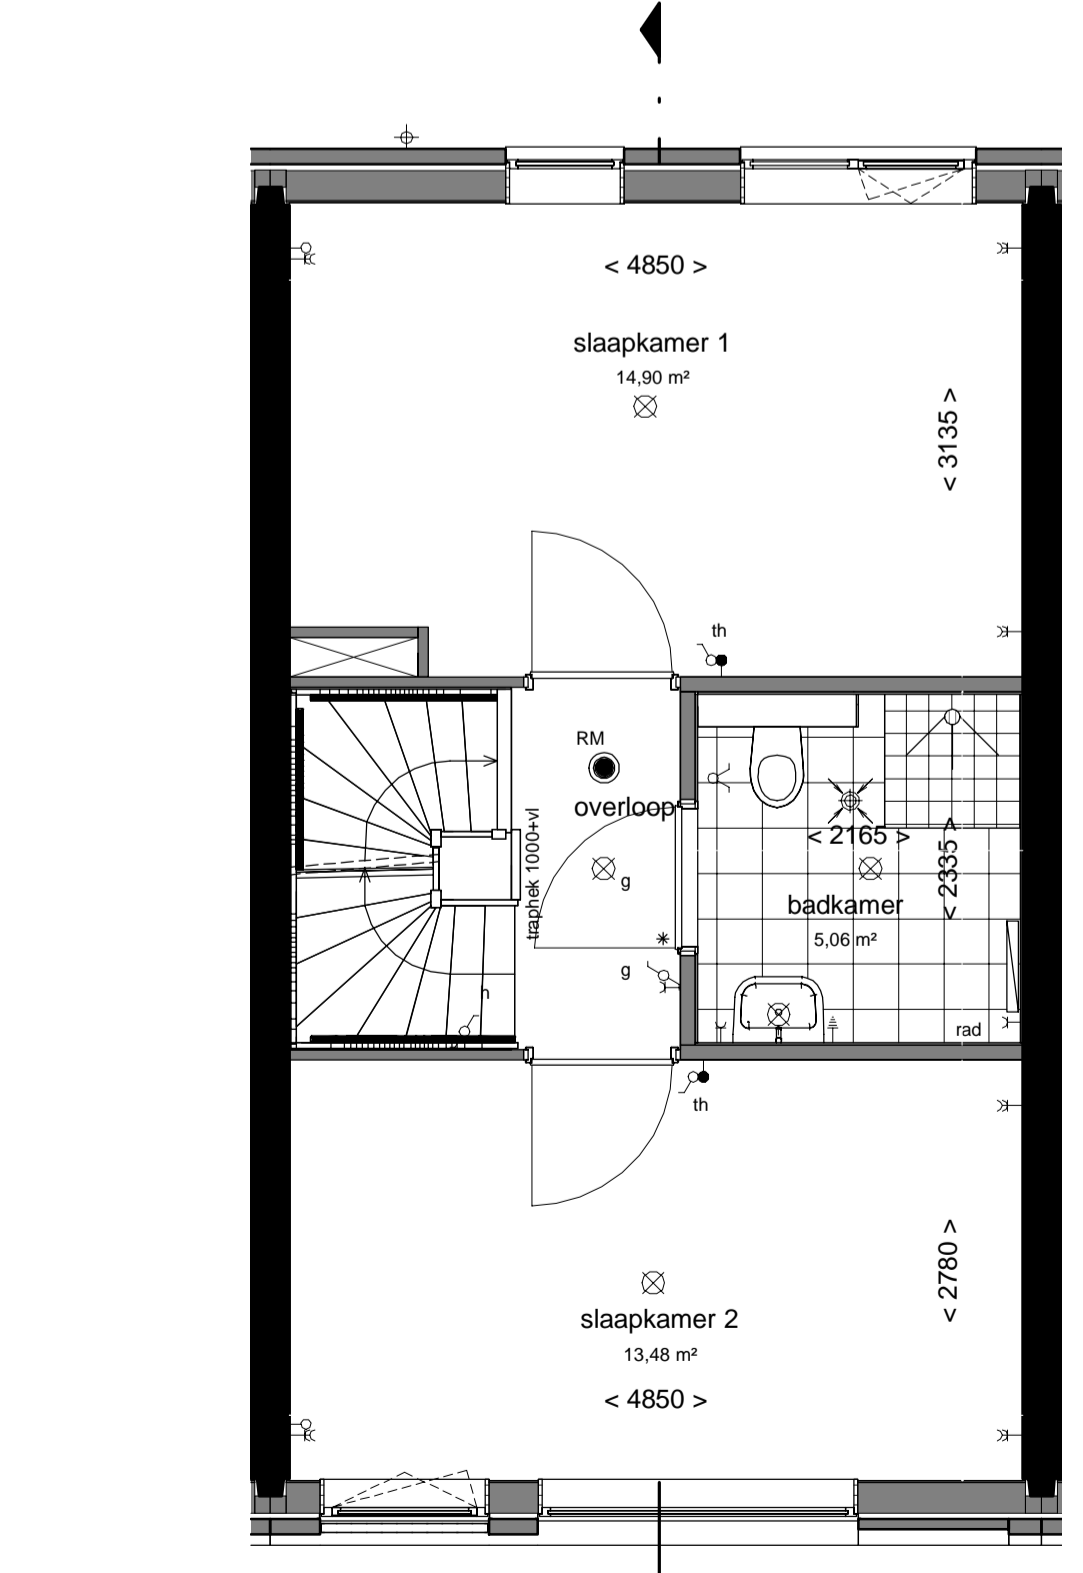 < 4850 >
slaapkamer 1
14,90 m²
< 3135 >
th
RM
overloop
traphek 1000+vl
g
< 2165 >
< 2335 >
badkamer
5,06 m²
g
h
rad
th
< 2780 >
slaapkamer 2
13,48 m²
< 4850 >